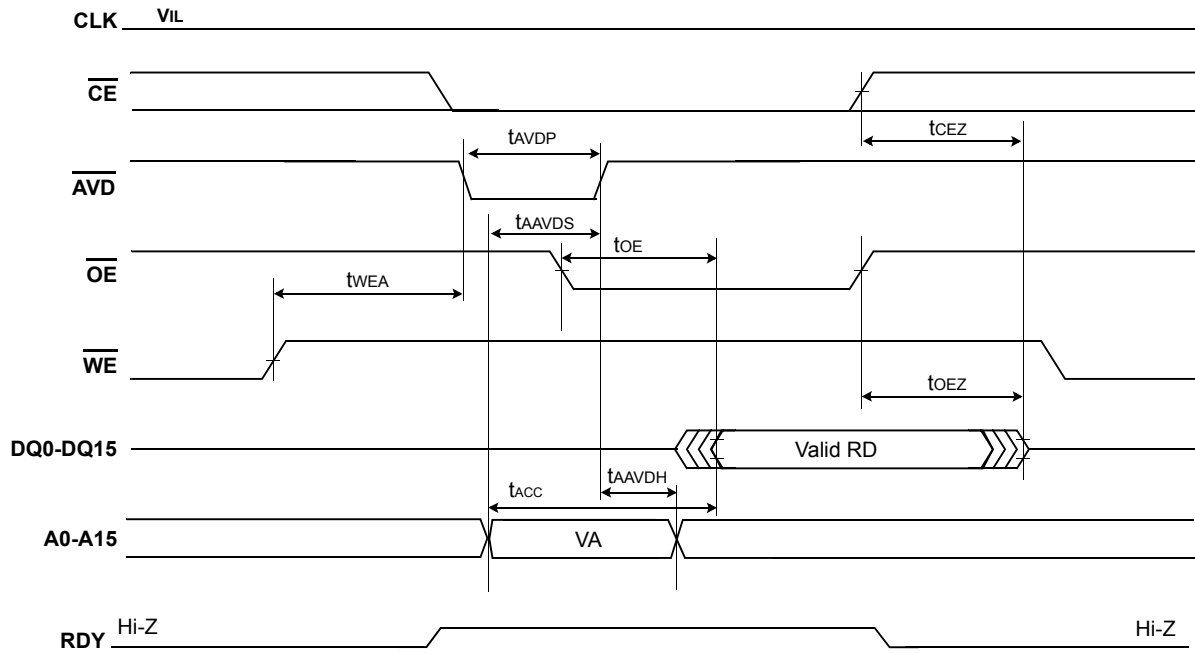 CLK VIL
CE
tCEZ
tAVDP
AVD
tAAVDS
tOE
OE
tWEA
WE
tOEZ
DQ0-DQ15 Valid RD
tAAVDH
tACC
A0-A15 VA
RDY Hi-Z Hi-Z